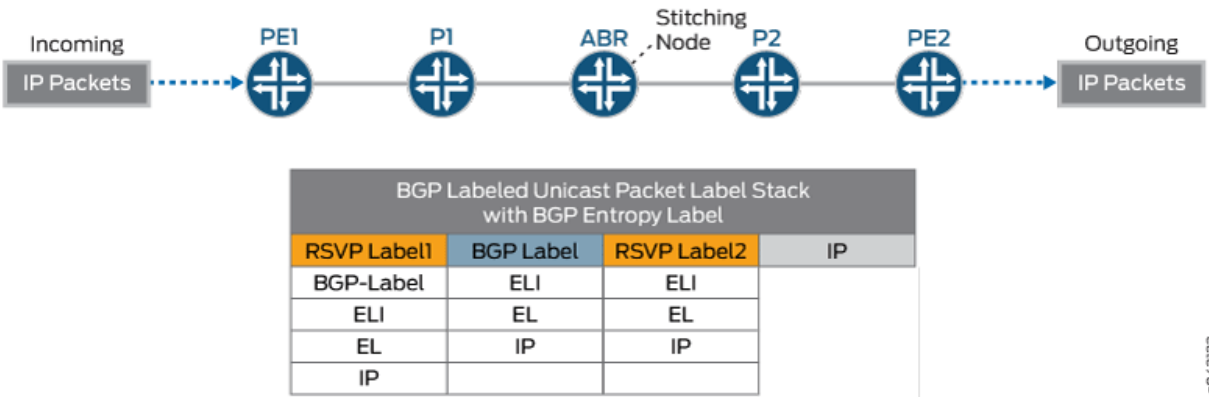 Incoming
IP Packets
PE1
P1
ABR
Stitching
Node
P2
PE2
Outgoing
IP Packets
BGP Labeled Unicast Packet Label Stack
with BGP Entropy Label
RSVP Label1 BGP Label RSVP Label2 IP
BGP-Label ELI ELI
ELI EL EL
EL IP IP
IP